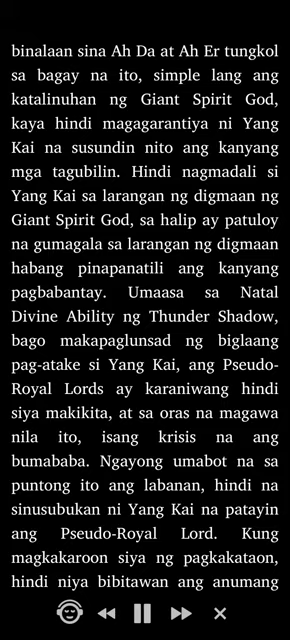 binalaan sina Ah Da at Ah Er tungkol
sa bagay na ito, simple lang ang
katalinuhan ng Giant Spirit God,
kaya hindi magagarantiya ni Yang
Kai na susundin nito ang kanyang
mga tagubilin. Hindi nagmadali si
Yang Kai sa larangan ng digmaan ng
Giant Spirit God, sa halip ay patuloy
na gumagala sa larangan ng digmaan
habang pinapanatili ang kanyang
pagbabantay. Umaasa sa Natal
Divine Ability ng Thunder Shadow,
bago makapaglunsad ng biglaang
pag-atake si Yang Kai, ang Pseudo-
Royal Lords ay karaniwang hindi
siya makikita, at sa oras na magawa
nila ito, isang krisis na ang
bumababa. Ngayong umabot na sa
puntong ito ang labanan, hindi na
sinusubukan ni Yang Kai na patayin
ang Pseudo-Royal Lord. Kung
magkakaroon siya ng pagkakataon,
hindi niya bibitawan ang anumang